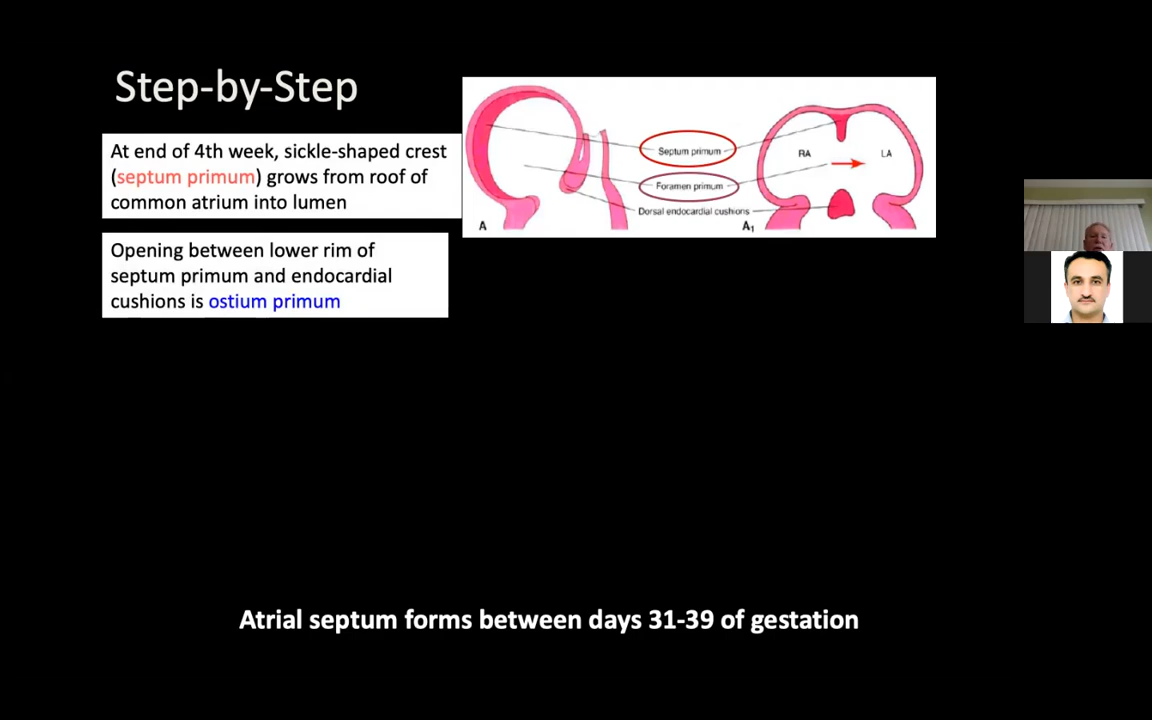 Step-by-Step
At end of 4th week, sickle-shaped crest
(septum primum) grows from roof of
common atrium into lumen
Opening between lower rim of
septum primum and endocardial
cushions is ostium primum
Septum primum
Foramen primum
Dorsal endocardial cushions
A
RA
LA
A₁
Atrial septum forms between days 31-39 of gestation